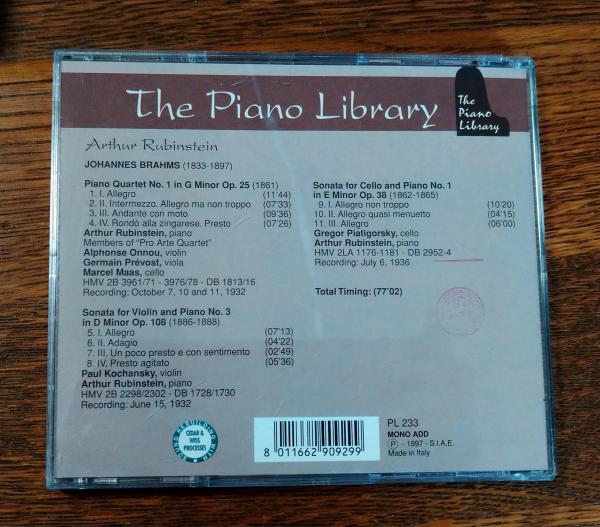 The Piano Library
The
Piano
Library
Arthur Rubinstein
JOHANNES BRAHMS (1833-1897)
Piano Quartet No. 1 in G Minor Op. 25 (1861)
1. I. Allegro (11'44)
2. II. Intermezzo. Allegro ma non troppo (07'33)
3. III. Andante con moto (09'36)
4. IV. Rondò alla zingarese. Presto (07'26)
Arthur Rubinstein, piano
Members of "Pro Arte Quartet"
Alphonse Onnou, violin
Germain Prévost, viola
Marcel Maas, cello
HMV 2B 3961/71 - 3976/78 - DB 1813/16
Recording: October 7, 10 and 11, 1932
Sonata for Violin and Piano No. 3
in D Minor Op. 108 (1886-1888)
5. I. Allegro (07'13)
6. II. Adagio (04'22)
7. III. Un poco presto e con sentimento (02'49)
8. IV. Presto agitato (05'36)
Paul Kochansky, violin
Arthur Rubinstein, piano
HMV 2B 2298/2302 - DB 1728/1730
Recording: June 15, 1932
Sonata for Cello and Piano No. 1
in E Minor Op. 38 (1862-1865)
9. I. Allegro non troppo (10'20)
10. II. Allegro quasi menuetto (04'15)
11. III. Allegro (06'00)
Gregor Piatigorsky, cello
Arthur Rubinstein, piano
HMV 2LA 1176-1181 - DB 2952-4
Recording: July 6, 1936
Total Timing: (77'02)
SOUND REBUILDING WITH
CEDAR &
WESS
PROCESSES
8 011662 909299
PL 233
MONO ADD
Ⓟ - 1997 - S.I.A.E.
Made in Italy